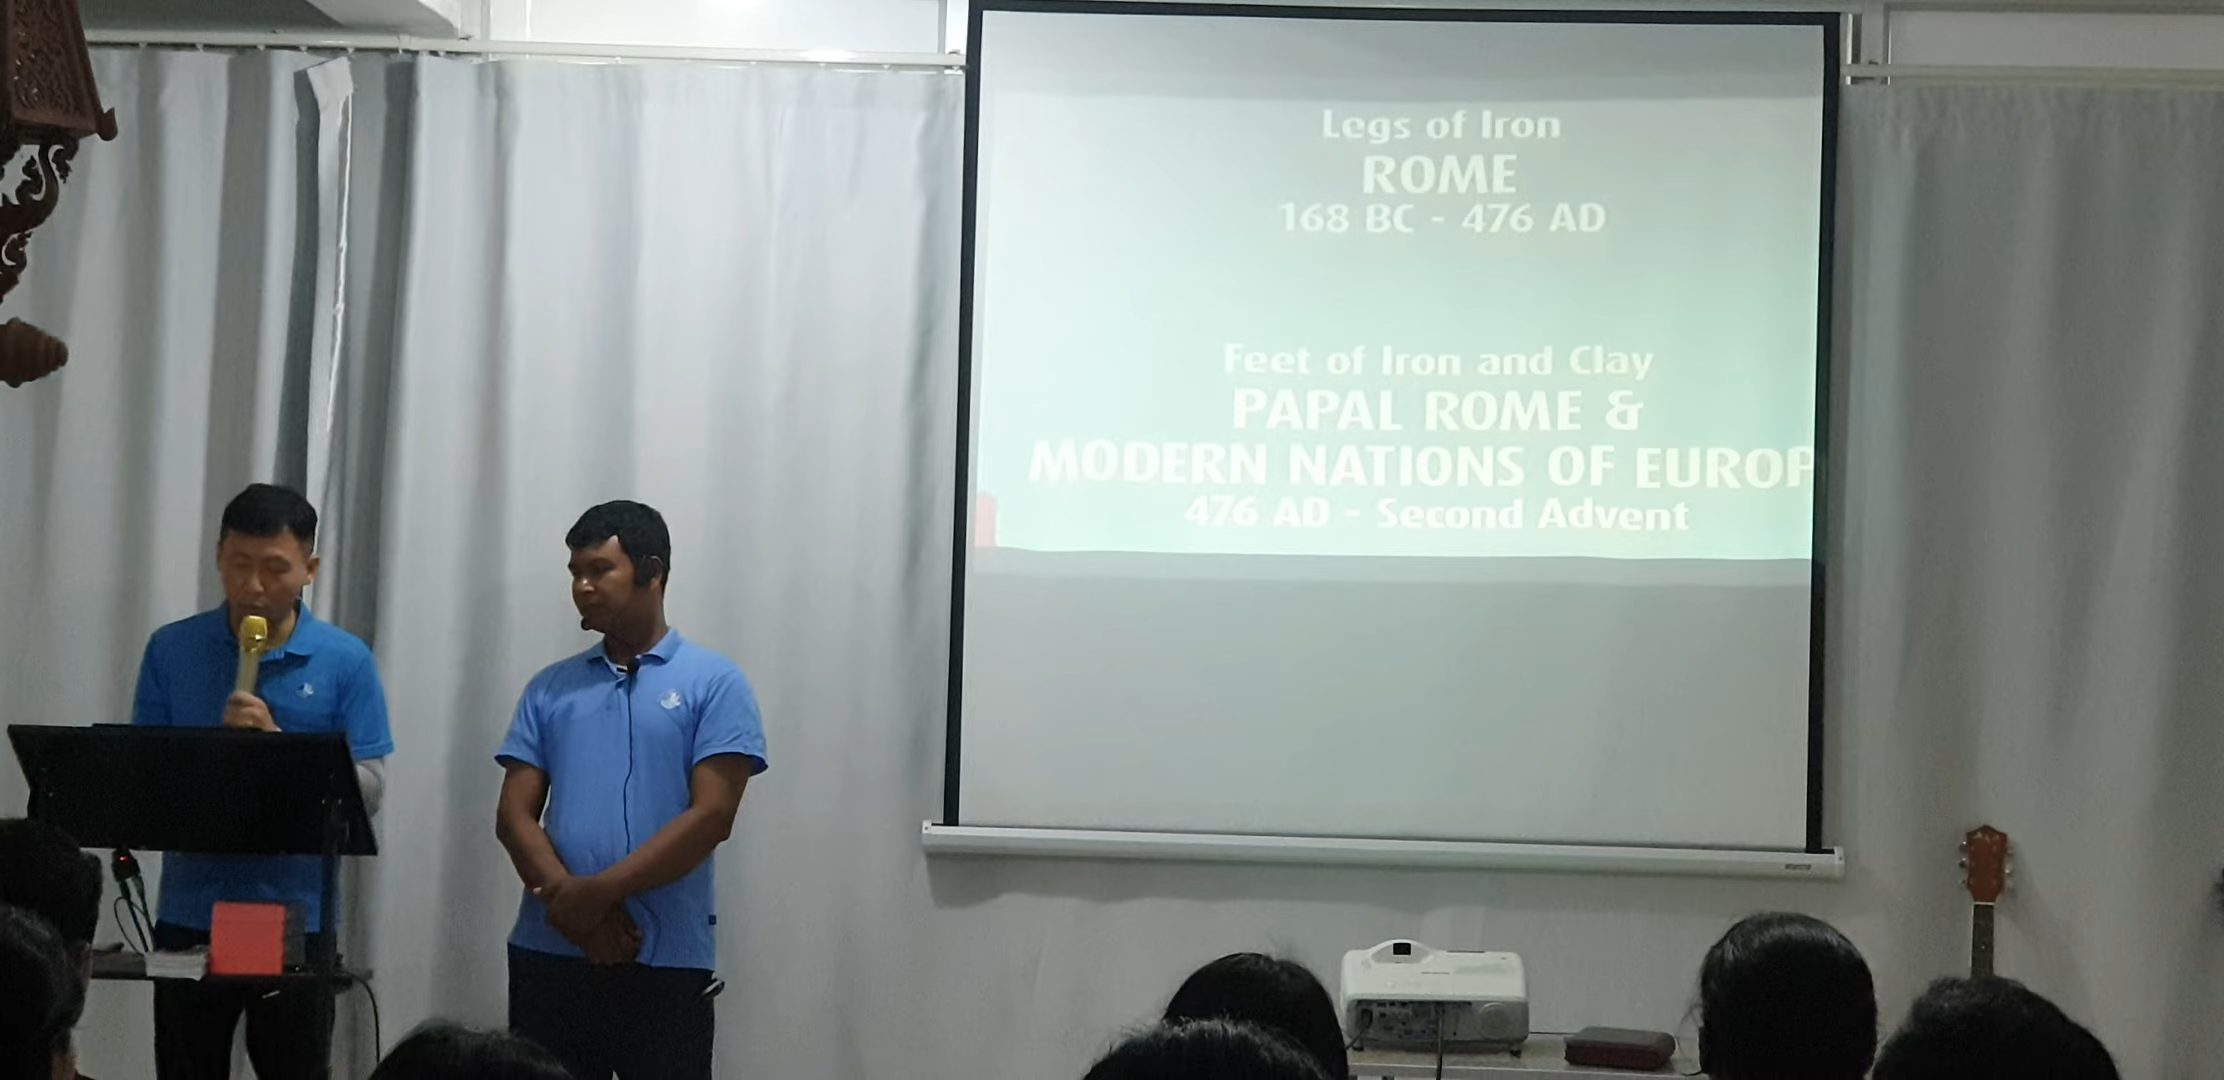 Legs of Iron
ROME
168 BC - 476 AD
Feet of Iron and Clay
PAPAL ROME &
MODERN NATIONS OF EUROP
476 AD - Second Advent